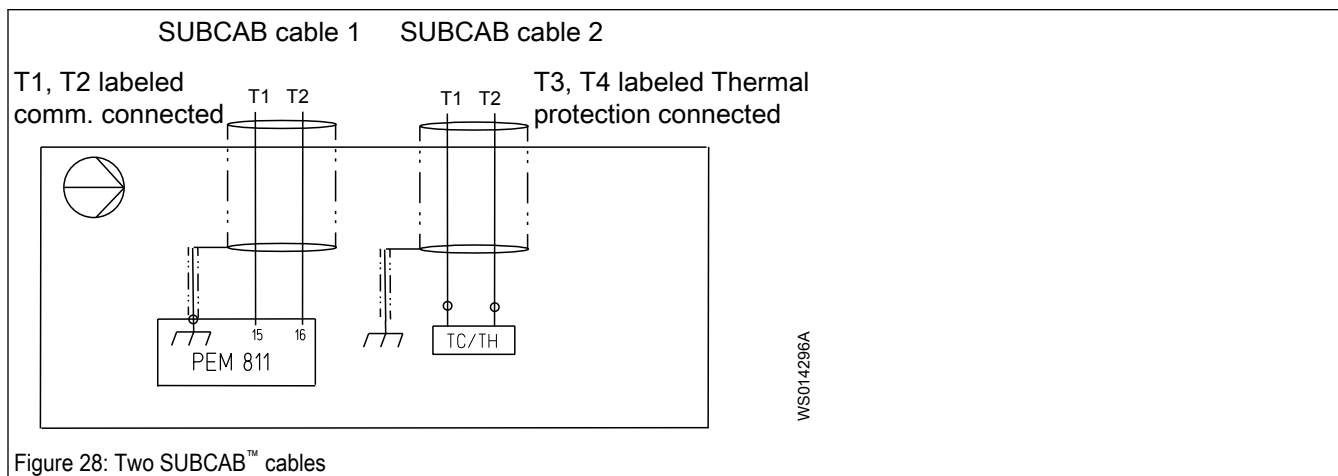 SUBCAB cable 1 SUBCAB cable 2
T1, T2 labeled
comm. connected
T1 T2
T1 T2
T3, T4 labeled Thermal
protection connected
15 16
PEM 811
TC/TH
WS014296A
Figure 28: Two SUBCAB™ cables